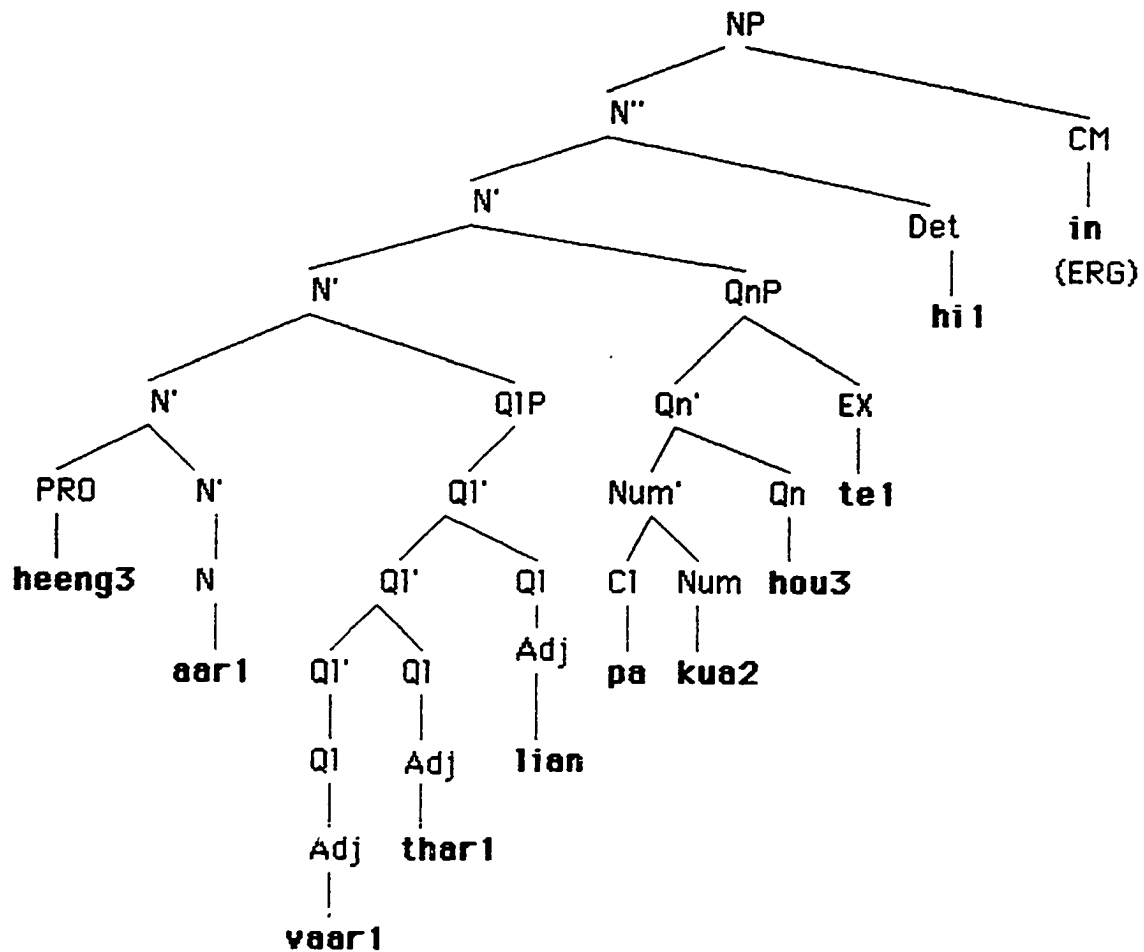 NP
N''
CM
N'
Det
in
(ERG)
N'
QnP
hi1
N'
QlP
Qn'
EX
PRO
N'
Ql'
Num'
Qn
te1
heeng3
N
Ql'
Ql
Cl
Num
hou3
aar1
Ql'
Ql
Adj
pa
kua2
Ql
Adj
lian
Adj
thar1
vaar1